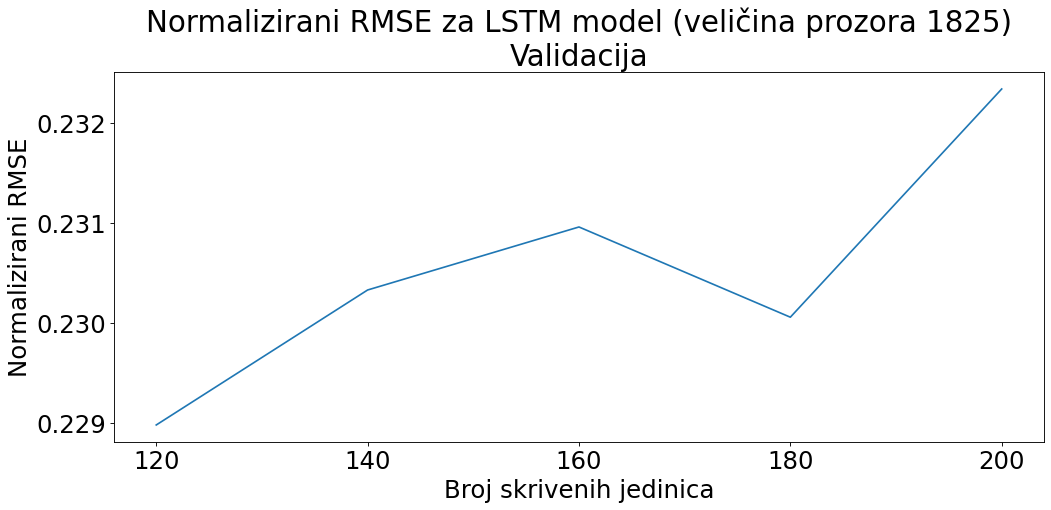 Normalizirani RMSE za LSTM model (veličina prozora 1825)
Validacija
Normalizirani RMSE
0.232
0.231
0.230
0.229
120 140 160 180 200
Broj skrivenih jedinica